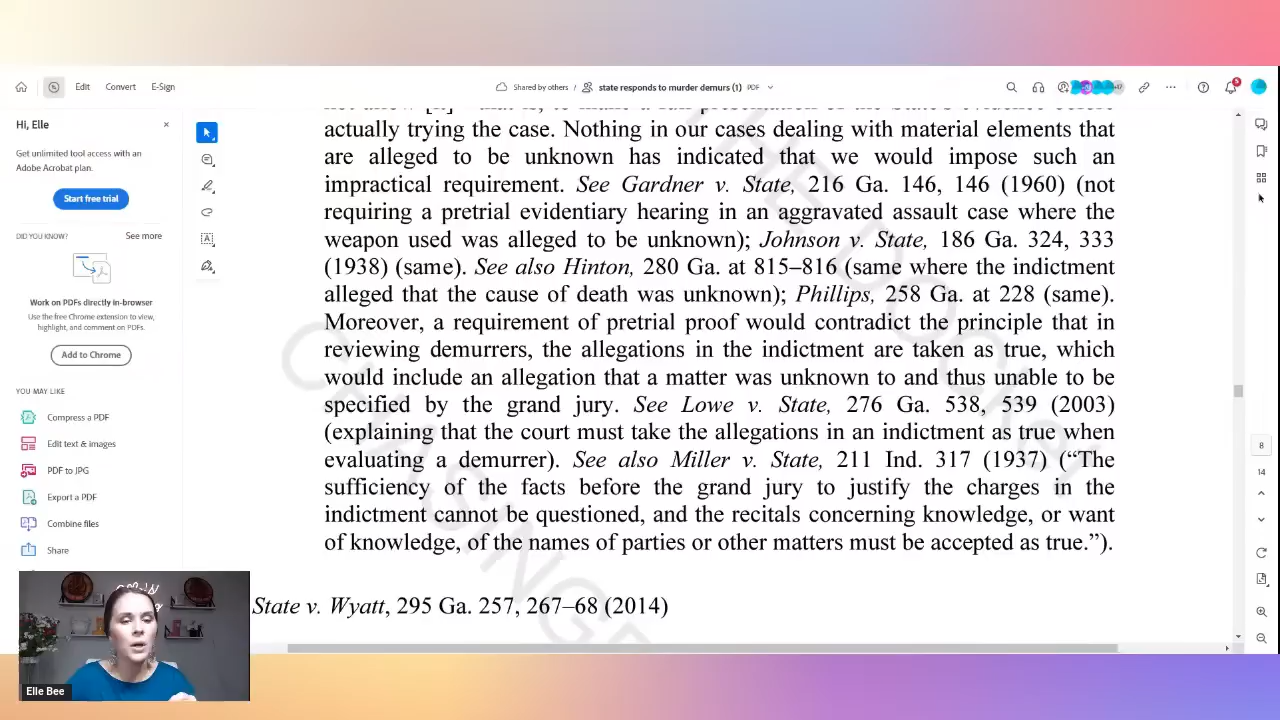 Edit
Convert
E-Sign
Shared by others / state responds to murder demurs (1) PDF
5
Hi, Elle
Get unlimited tool access with an
Adobe Acrobat plan.
Start free trial
DID YOU KNOW?
See more
Work on PDFs directly in-browser
Use the free Chrome extension to view,
highlight, and comment on PDFs.
Add to Chrome
YOU MAY LIKE
Compress a PDF
Edit text & images
PDF to JPG
Export a PDF
Combine files
Share
actually trying the case. Nothing in our cases dealing with material elements that
are alleged to be unknown has indicated that we would impose such an
impractical requirement. See Gardner v. State, 216 Ga. 146, 146 (1960) (not
requiring a pretrial evidentiary hearing in an aggravated assault case where the
weapon used was alleged to be unknown); Johnson v. State, 186 Ga. 324, 333
(1938) (same). See also Hinton, 280 Ga. at 815–816 (same where the indictment
alleged that the cause of death was unknown); Phillips, 258 Ga. at 228 (same).
Moreover, a requirement of pretrial proof would contradict the principle that in
reviewing demurrers, the allegations in the indictment are taken as true, which
would include an allegation that a matter was unknown to and thus unable to be
specified by the grand jury. See Lowe v. State, 276 Ga. 538, 539 (2003)
(explaining that the court must take the allegations in an indictment as true when
evaluating a demurrer). See also Miller v. State, 211 Ind. 317 (1937) (“The
sufficiency of the facts before the grand jury to justify the charges in the
indictment cannot be questioned, and the recitals concerning knowledge, or want
of knowledge, of the names of parties or other matters must be accepted as true.”).
State v. Wyatt, 295 Ga. 257, 267–68 (2014)
8
14
Elle Bee